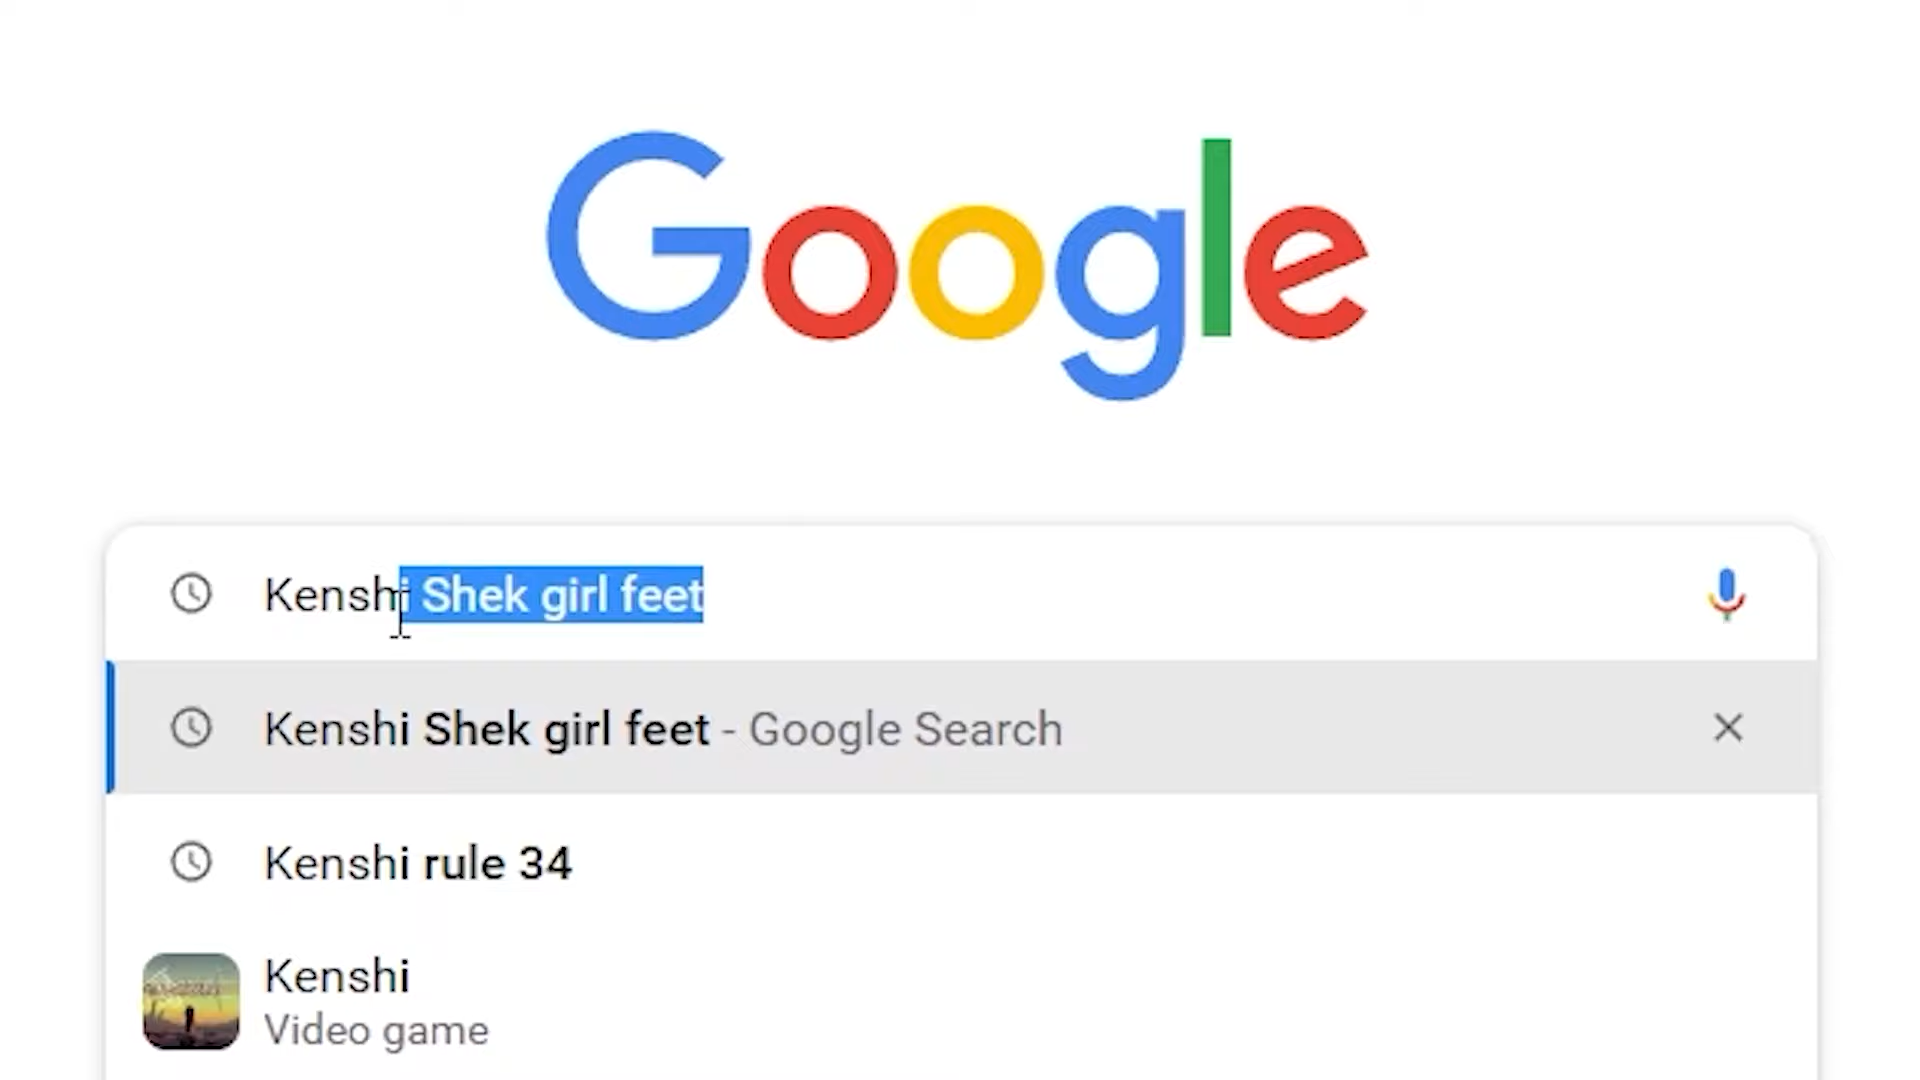 Google
Kenshi Shek girl feet
Kenshi Shek girl feet - Google Search
Kenshi rule 34
Kenshi
Video game